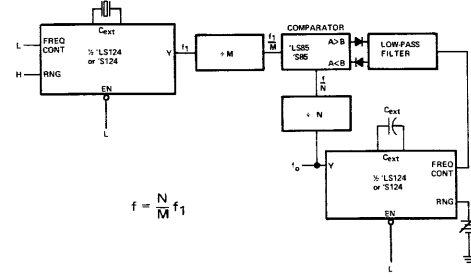 Cext
L
FREQ
CONT
H
RNG
½ 'LS124
or 'S124
Y
EN
L
f1
÷ M
f1
M
COMPARATOR
'LS85
'S85
A>B
A<B
LOW-PASS
FILTER
f
N
÷ N
fo
Y
Cext
Cext
½ 'LS124
or 'S124
FREQ
CONT
RNG
EN
L
f = N/M f1